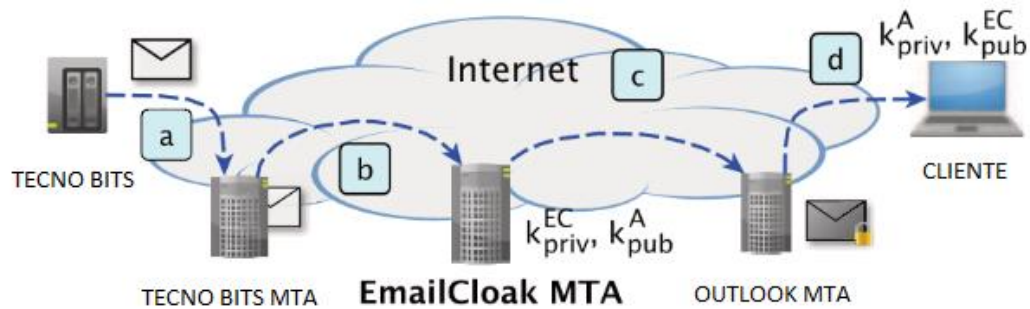 Internet
a
b
c
d
k^A_priv, k^EC_pub
TECNO BITS
CLIENTE
k^EC_priv, k^A_pub
TECNO BITS MTA
EmailCloak MTA
OUTLOOK MTA